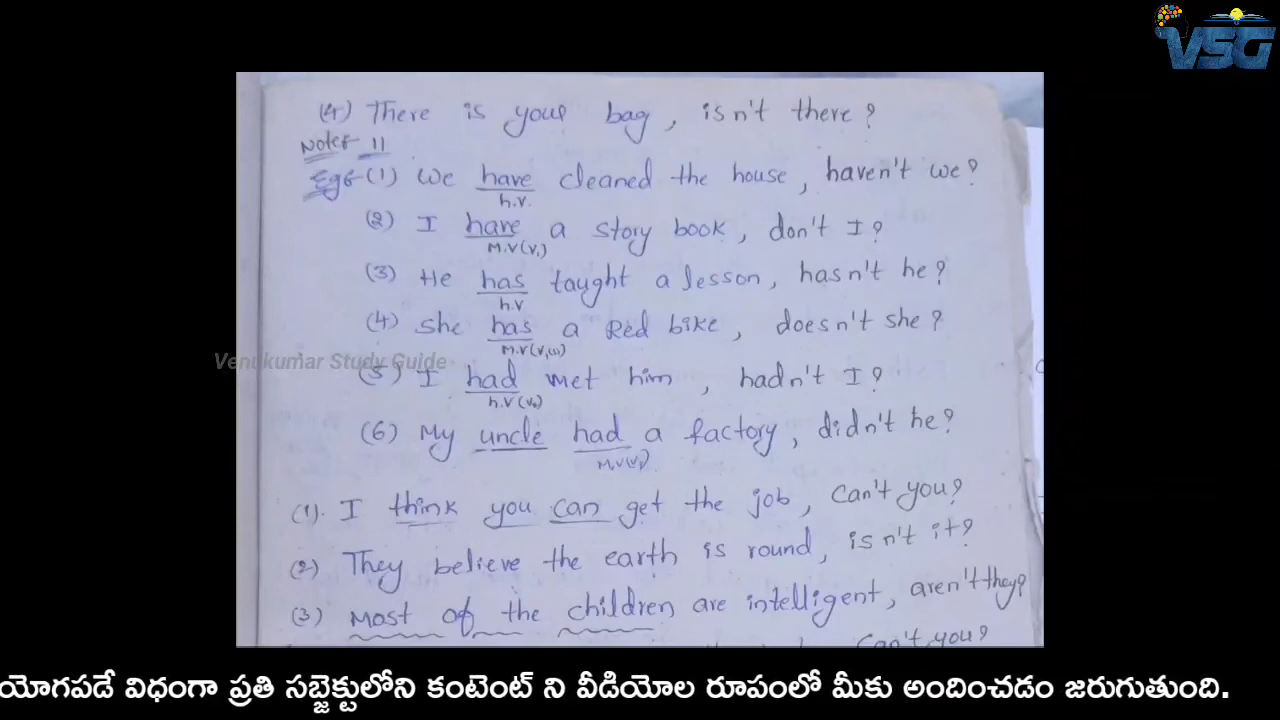 VSG
(4) There is your bag, isn't there?
Note:- 11
Eg:- (1) We have cleaned the house, haven't we?
h.v.
(2) I have a story book, don't I?
M.V(V₁)
(3) He has taught a lesson, hasn't he?
h.v
(4) She has a Red bike, doesn't she?
Venukumar Study Guide
(5) I had met him, hadn't I?
(6) My uncle had a factory, didn't he?
(1). I think you can get the job, can't you?
(2) They believe the earth is round, isn't it?
(3) Most of the children are intelligent, aren't they?
can't you?
యోగపడే విధంగా ప్రతి సబ్జెక్టులోని కంటెంట్ ని వీడియోల రూపంలో మీకు అందించడం జరుగుతుంది.